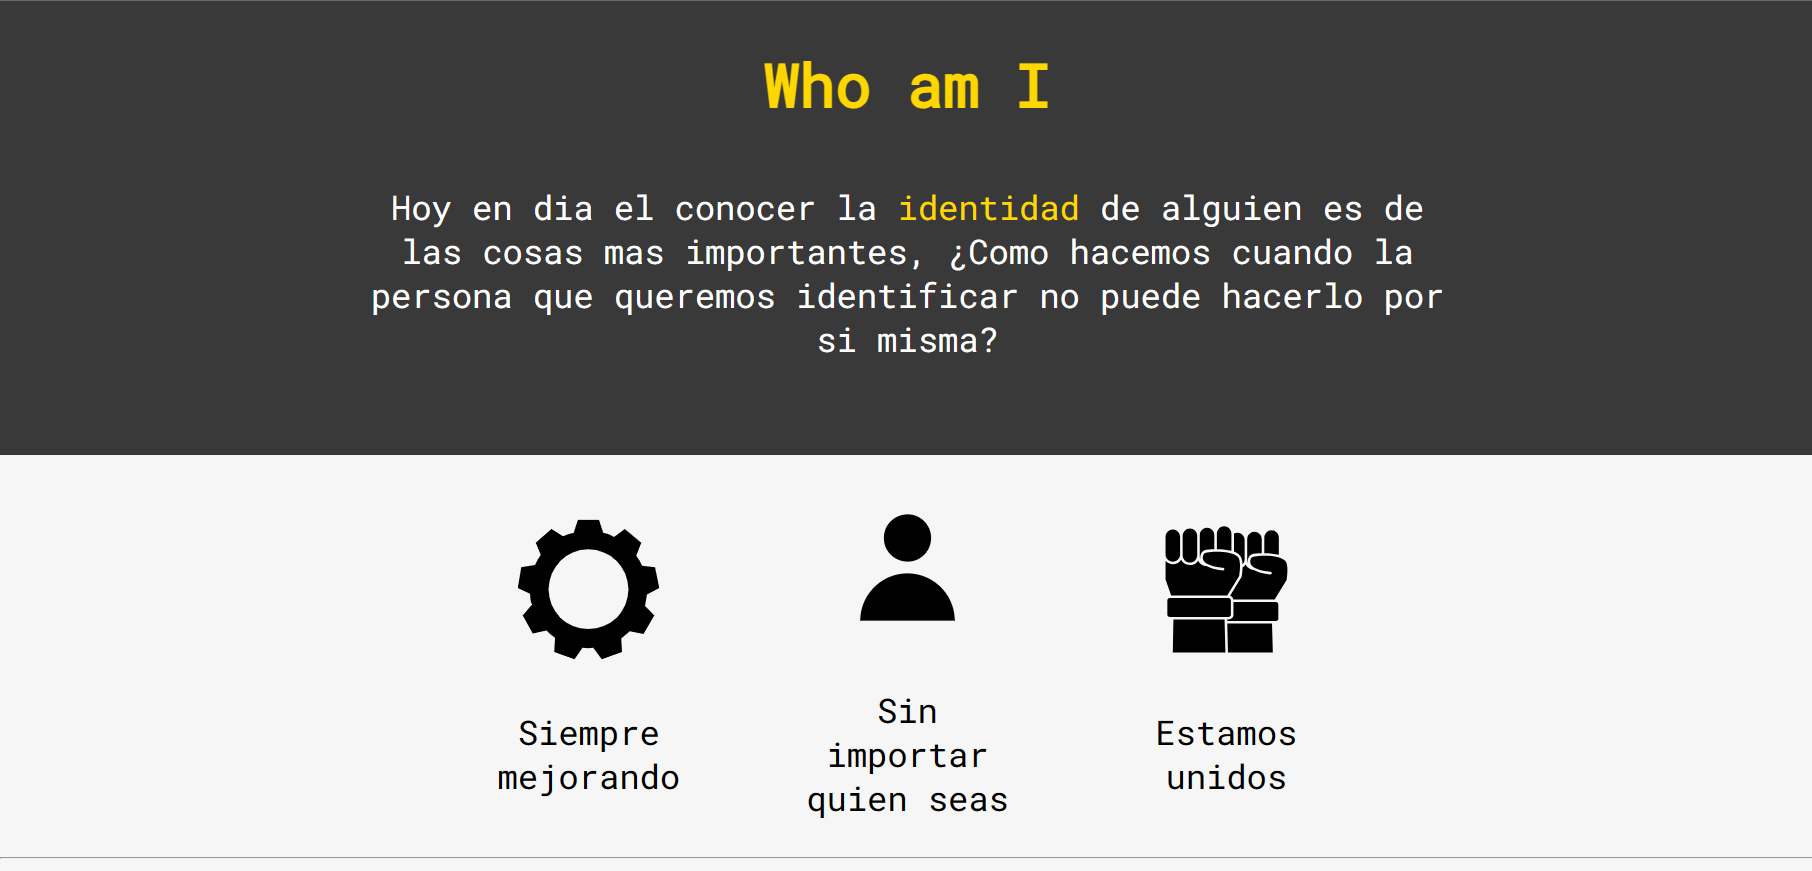 Who am I
Hoy en dia el conocer la identidad de alguien es de
las cosas mas importantes, ¿Como hacemos cuando la
persona que queremos identificar no puede hacerlo por
si misma?
Siempre
mejorando
Sin
importar
quien seas
Estamos
unidos